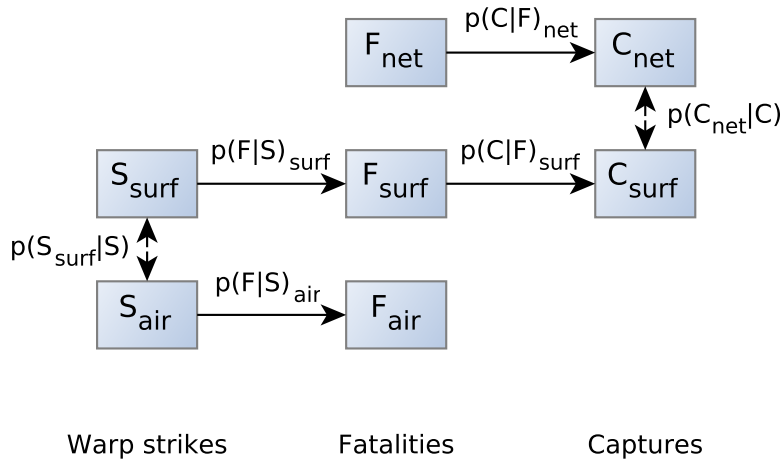 p(C|F)net
Fnet
Cnet
p(Cnet|C)
p(F|S)surf
p(C|F)surf
Ssurf
Fsurf
Csurf
p(Ssurf|S)
p(F|S)air
Sair
Fair
Warp strikes
Fatalities
Captures